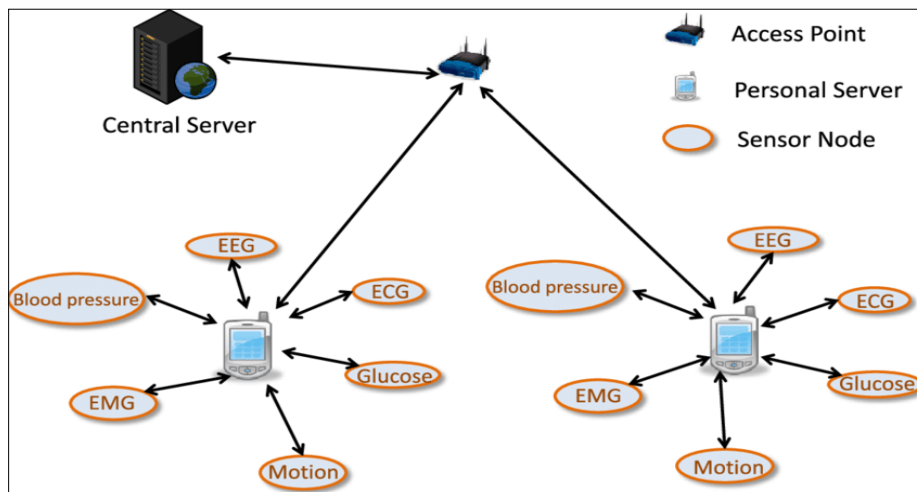 Access Point
Personal Server
Sensor Node
Central Server
EEG
Blood pressure
ECG
Glucose
EMG
Motion
EEG
Blood pressure
ECG
Glucose
EMG
Motion